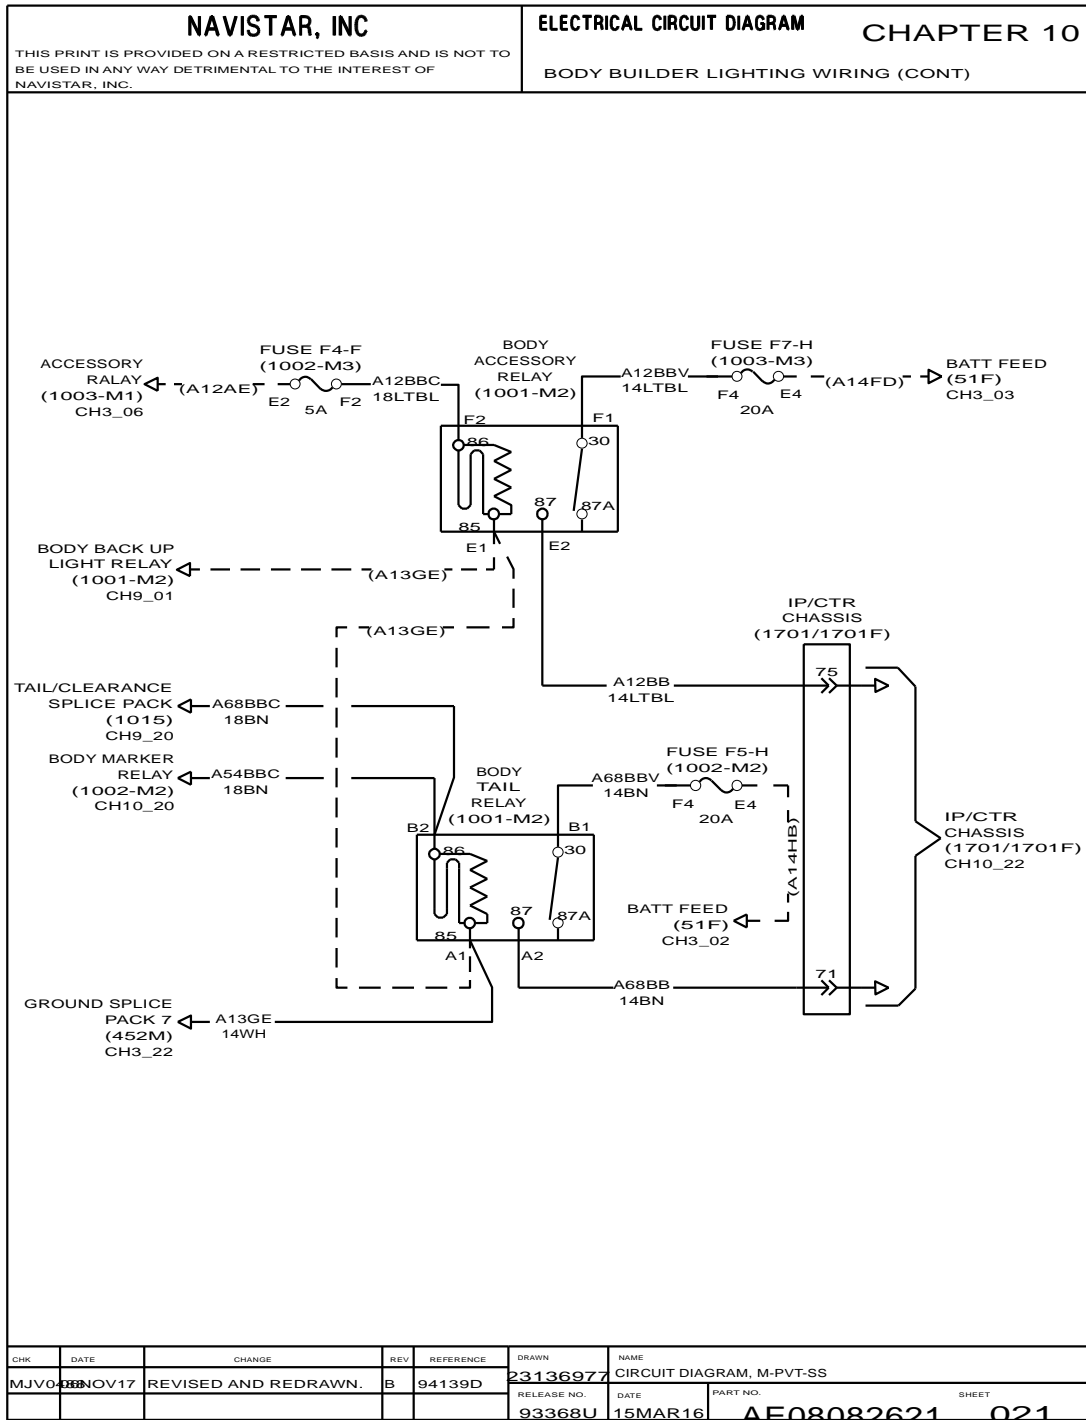 NAVISTAR, INC
THIS PRINT IS PROVIDED ON A RESTRICTED BASIS AND IS NOT TO
BE USED IN ANY WAY DETRIMENTAL TO THE INTEREST OF
NAVISTAR, INC.
ELECTRICAL CIRCUIT DIAGRAM
CHAPTER 10
BODY BUILDER LIGHTING WIRING (CONT)
ACCESSORY
RALAY
(1003-M1)
CH3_06
(A12AE)
FUSE F4-F
(1002-M3)
E2
5A
F2
A12BBC
18LTBL
BODY
ACCESSORY
RELAY
(1001-M2)
A12BBV
14LTBL
FUSE F7-H
(1003-M3)
F4
20A
E4
(A14FD)
BATT FEED
(51F)
CH3_03
F2
F1
86
30
87
87A
85
E1
E2
BODY BACK UP
LIGHT RELAY
(1001-M2)
CH9_01
(A13GE)
(A13GE)
IP/CTR
CHASSIS
(1701/1701F)
75
A12BB
14LTBL
TAIL/CLEARANCE
SPLICE PACK
(1015)
CH9_20
A68BBC
18BN
BODY MARKER
RELAY
(1002-M2)
CH10_20
A54BBC
18BN
BODY
TAIL
RELAY
(1001-M2)
A68BBV
14BN
FUSE F5-H
(1002-M2)
F4
20A
E4
(A14HB)
BATT FEED
(51F)
CH3_02
IP/CTR
CHASSIS
(1701/1701F)
CH10_22
B2
B1
86
30
87
87A
85
A1
A2
71
A68BB
14BN
GROUND SPLICE
PACK 7
(452M)
CH3_22
A13GE
14WH
CHK
DATE
CHANGE
REV
REFERENCE
DRAWN
NAME
NOV17
REVISED AND REDRAWN.
B
94139D
23136977
CIRCUIT DIAGRAM, M-PVT-SS
RELEASE NO.
DATE
PART NO.
SHEET
93368U
15MAR16
AE08082621
021